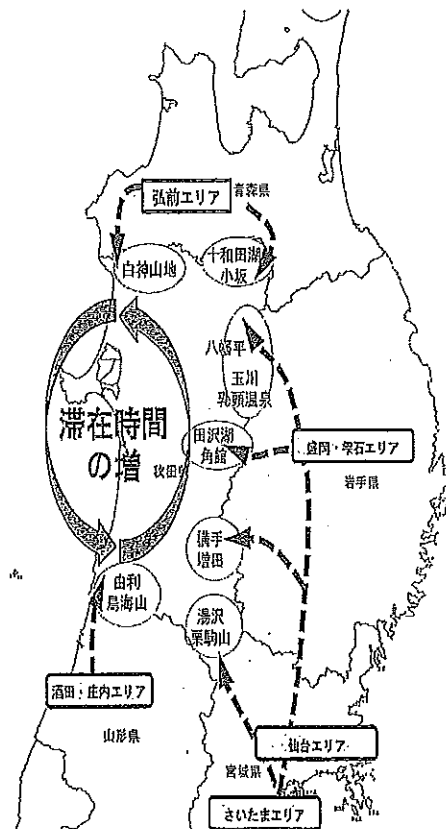 弘前エリア
青森県
白神山地
十和田湖
小坂
八幡平
玉川
乳頭温泉
滞在時間
の増
秋田県
田沢湖
角館
盛岡・雫石エリア
岩手県
横手
増田
由利
鳥海山
湯沢
栗駒山
酒田・庄内エリア
山形県
仙台エリア
宮城県
さいたまエリア